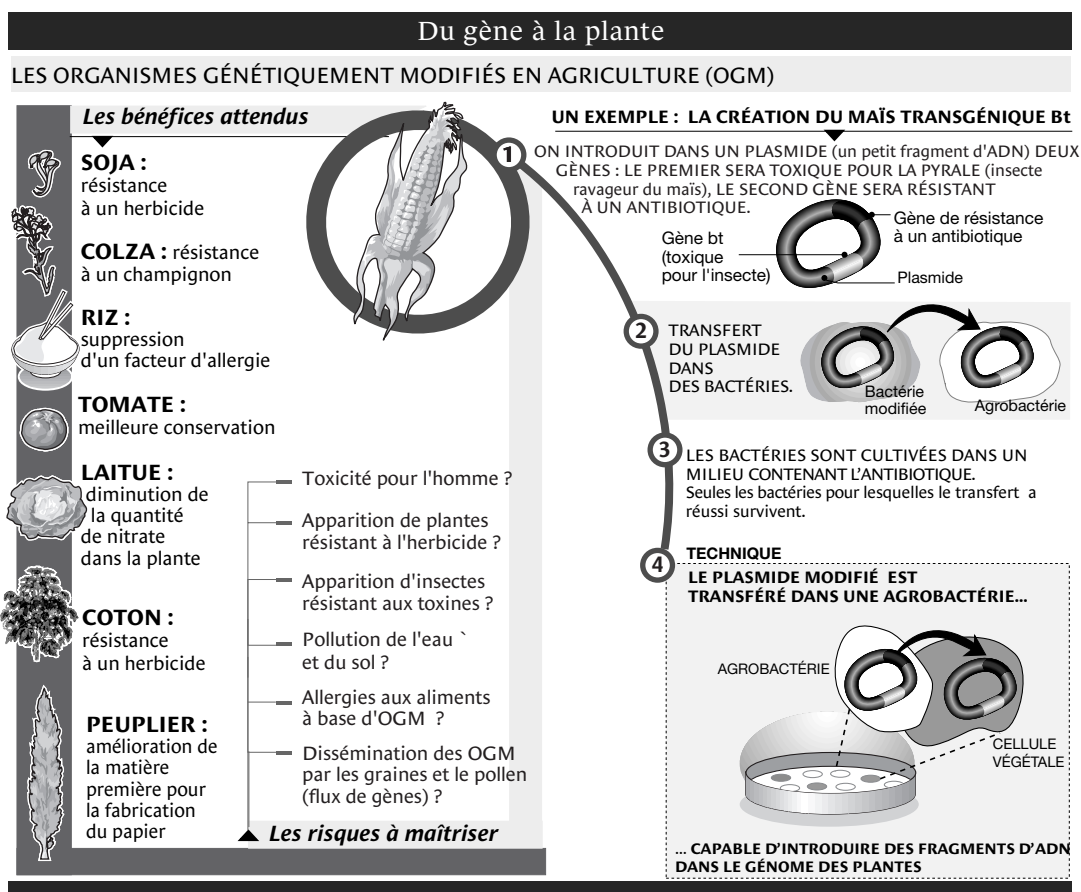 Du gène à la plante
LES ORGANISMES GÉNÉTIQUEMENT MODIFIÉS EN AGRICULTURE (OGM)
Les bénéfices attendus
SOJA :
résistance
à un herbicide
COLZA : résistance
à un champignon
RIZ :
suppression
d'un facteur d'allergie
TOMATE :
meilleure conservation
LAITUE :
diminution de
la quantité
de nitrate
dans la plante
COTON :
résistance
à un herbicide
PEUPLIER :
amélioration de
la matière
première pour
la fabrication
du papier
Toxicité pour l'homme ?
Apparition de plantes
résistant à l'herbicide ?
Apparition d'insectes
résistant aux toxines ?
Pollution de l'eau `
et du sol ?
Allergies aux aliments
à base d'OGM ?
Dissémination des OGM
par les graines et le pollen
(flux de gènes) ?
Les risques à maîtriser
UN EXEMPLE : LA CRÉATION DU MAÏS TRANSGÉNIQUE Bt
1
ON INTRODUIT DANS UN PLASMIDE (un petit fragment d'ADN) DEUX
GÈNES : LE PREMIER SERA TOXIQUE POUR LA PYRALE (insecte
ravageur du maïs), LE SECOND GÈNE SERA RÉSISTANT
À UN ANTIBIOTIQUE.
Gène bt
(toxique
pour l'insecte)
Gène de résistance
à un antibiotique
Plasmide
2
TRANSFERT
DU PLASMIDE
DANS
DES BACTÉRIES.
Bactérie
modifiée
Agrobactérie
3
LES BACTÉRIES SONT CULTIVÉES DANS UN
MILIEU CONTENANT L'ANTIBIOTIQUE.
Seules les bactéries pour lesquelles le transfert a
réussi survivent.
4
TECHNIQUE
LE PLASMIDE MODIFIÉ EST
TRANSFÉRÉ DANS UNE AGROBACTÉRIE...
AGROBACTÉRIE
CELLULE
VÉGÉTALE
... CAPABLE D'INTRODUIRE DES FRAGMENTS D'ADN
DANS LE GÉNOME DES PLANTES